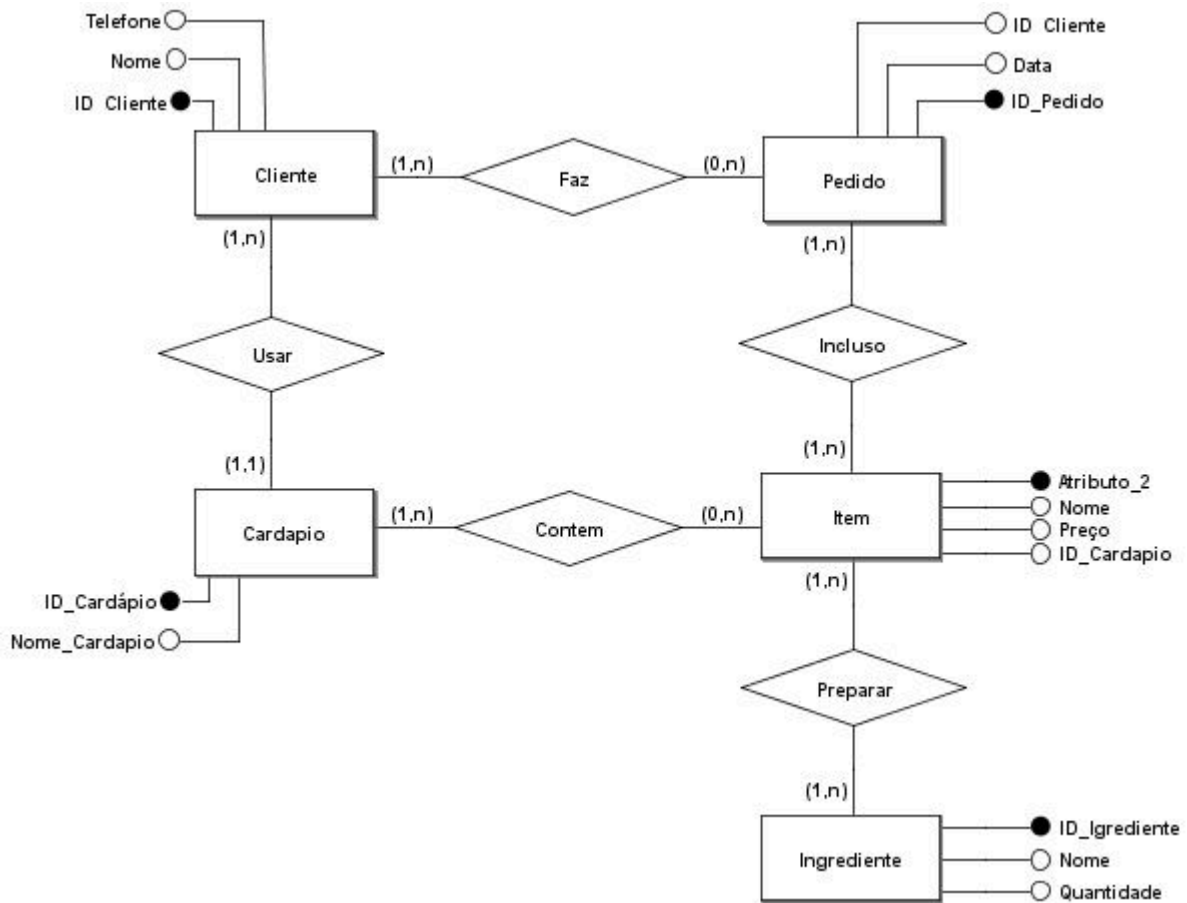 Telefone
Nome
ID Cliente
Cliente
(1,n)
Faz
(0,n)
ID Cliente
Data
ID_Pedido
Pedido
(1,n)
Usar
(1,1)
(1,n)
Incluso
(1,n)
Cardapio
(1,n)
Contem
(0,n)
Item
Atributo_2
Nome
Preço
ID_Cardapio
ID_Cardápio
Nome_Cardapio
(1,n)
Preparar
(1,n)
Ingrediente
ID_Igrediente
Nome
Quantidade